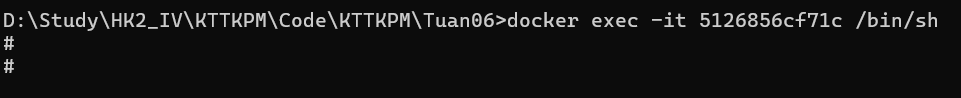 D:\Study\HK2_IV\KTTKPM\Code\KTTKPM\Tuan06>docker exec -it 5126856cf71c /bin/sh
#
#